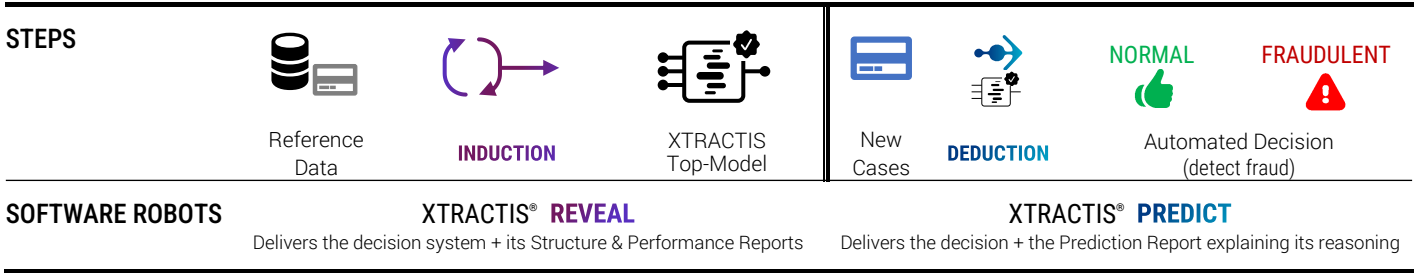 STEPS
NORMAL
FRAUDULENT
Reference
Data
INDUCTION
XTRACTIS
Top-Model
New
Cases
DEDUCTION
Automated Decision
(detect fraud)
SOFTWARE ROBOTS
XTRACTIS® REVEAL
Delivers the decision system + its Structure & Performance Reports
XTRACTIS® PREDICT
Delivers the decision + the Prediction Report explaining its reasoning